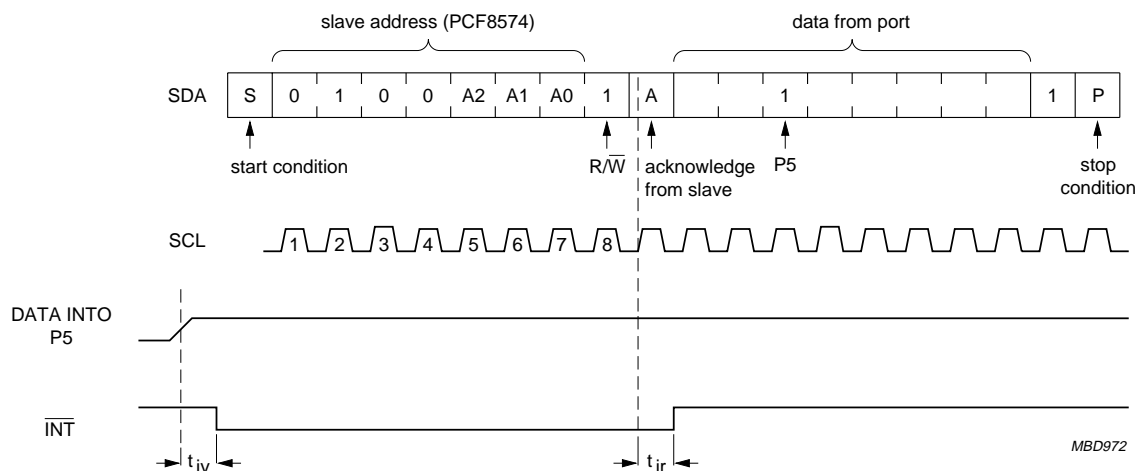 slave address (PCF8574)
data from port
SDA S 0 1 0 0 A2 A1 A0 1 A 1 1 P
start condition
R/W
acknowledge
from slave
P5
stop
condition
SCL 1 2 3 4 5 6 7 8
DATA INTO
P5
INT
tiv
tir
MBD972